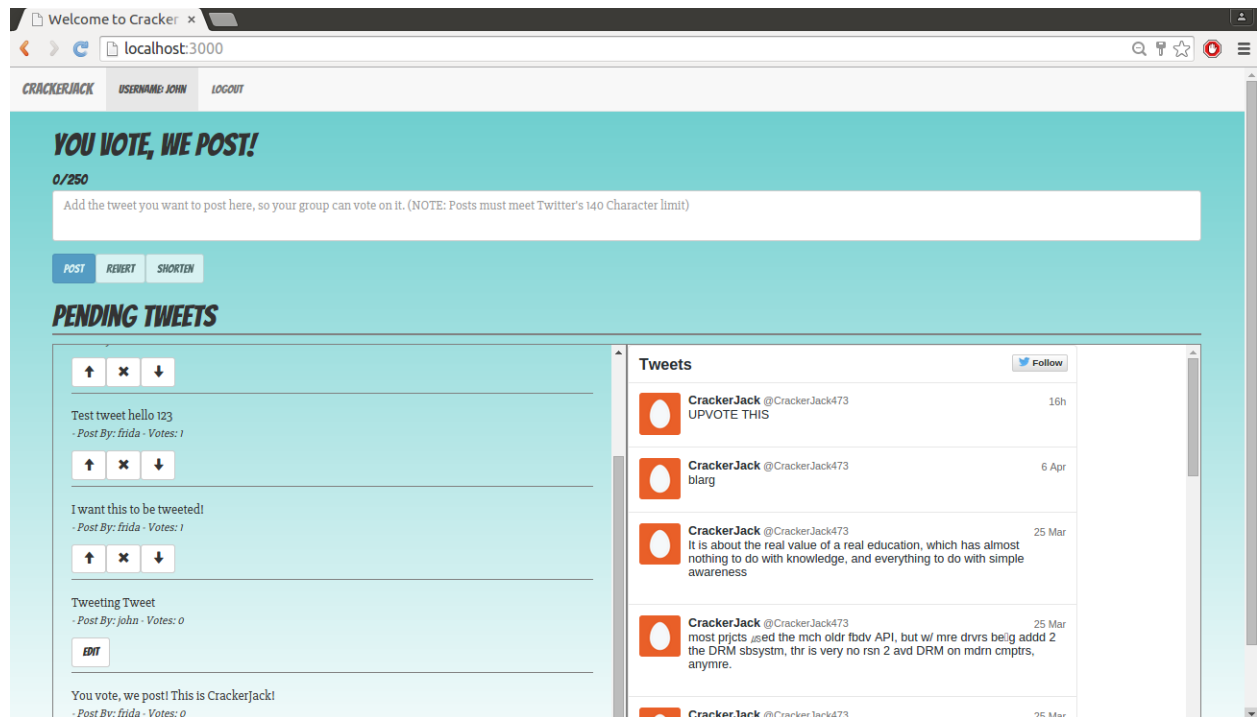 Welcome to Cracker ×
localhost:3000
CRACKERJACK USERNAME: JOHN LOGOUT
YOU VOTE, WE POST!
0/250
Add the tweet you want to post here, so your group can vote on it. (NOTE: Posts must meet Twitter's 140 Character limit)
POST REVERT SHORTEN
PENDING TWEETS
Test tweet hello 123
- Post By: frida - Votes: 1
I want this to be tweeted!
- Post By: frida - Votes: 1
Tweeting Tweet
- Post By: john - Votes: 0
EDIT
You vote, we post! This is CrackerJack!
- Post By: frida - Votes: 0
Tweets Follow
CrackerJack @CrackerJack473 16h
UPVOTE THIS
CrackerJack @CrackerJack473 6 Apr
blarg
CrackerJack @CrackerJack473 25 Mar
It is about the real value of a real education, which has almost
nothing to do with knowledge, and everything to do with simple
awareness
CrackerJack @CrackerJack473 25 Mar
most prjcts ㎲ed the mch oldr fbdv API, but w/ mre drvrs addd 2
the DRM sbsystm, thr is very no rsn 2 avd DRM on mdrn cmptrs,
anymre.
CrackerJack @CrackerJack473 25 Mar